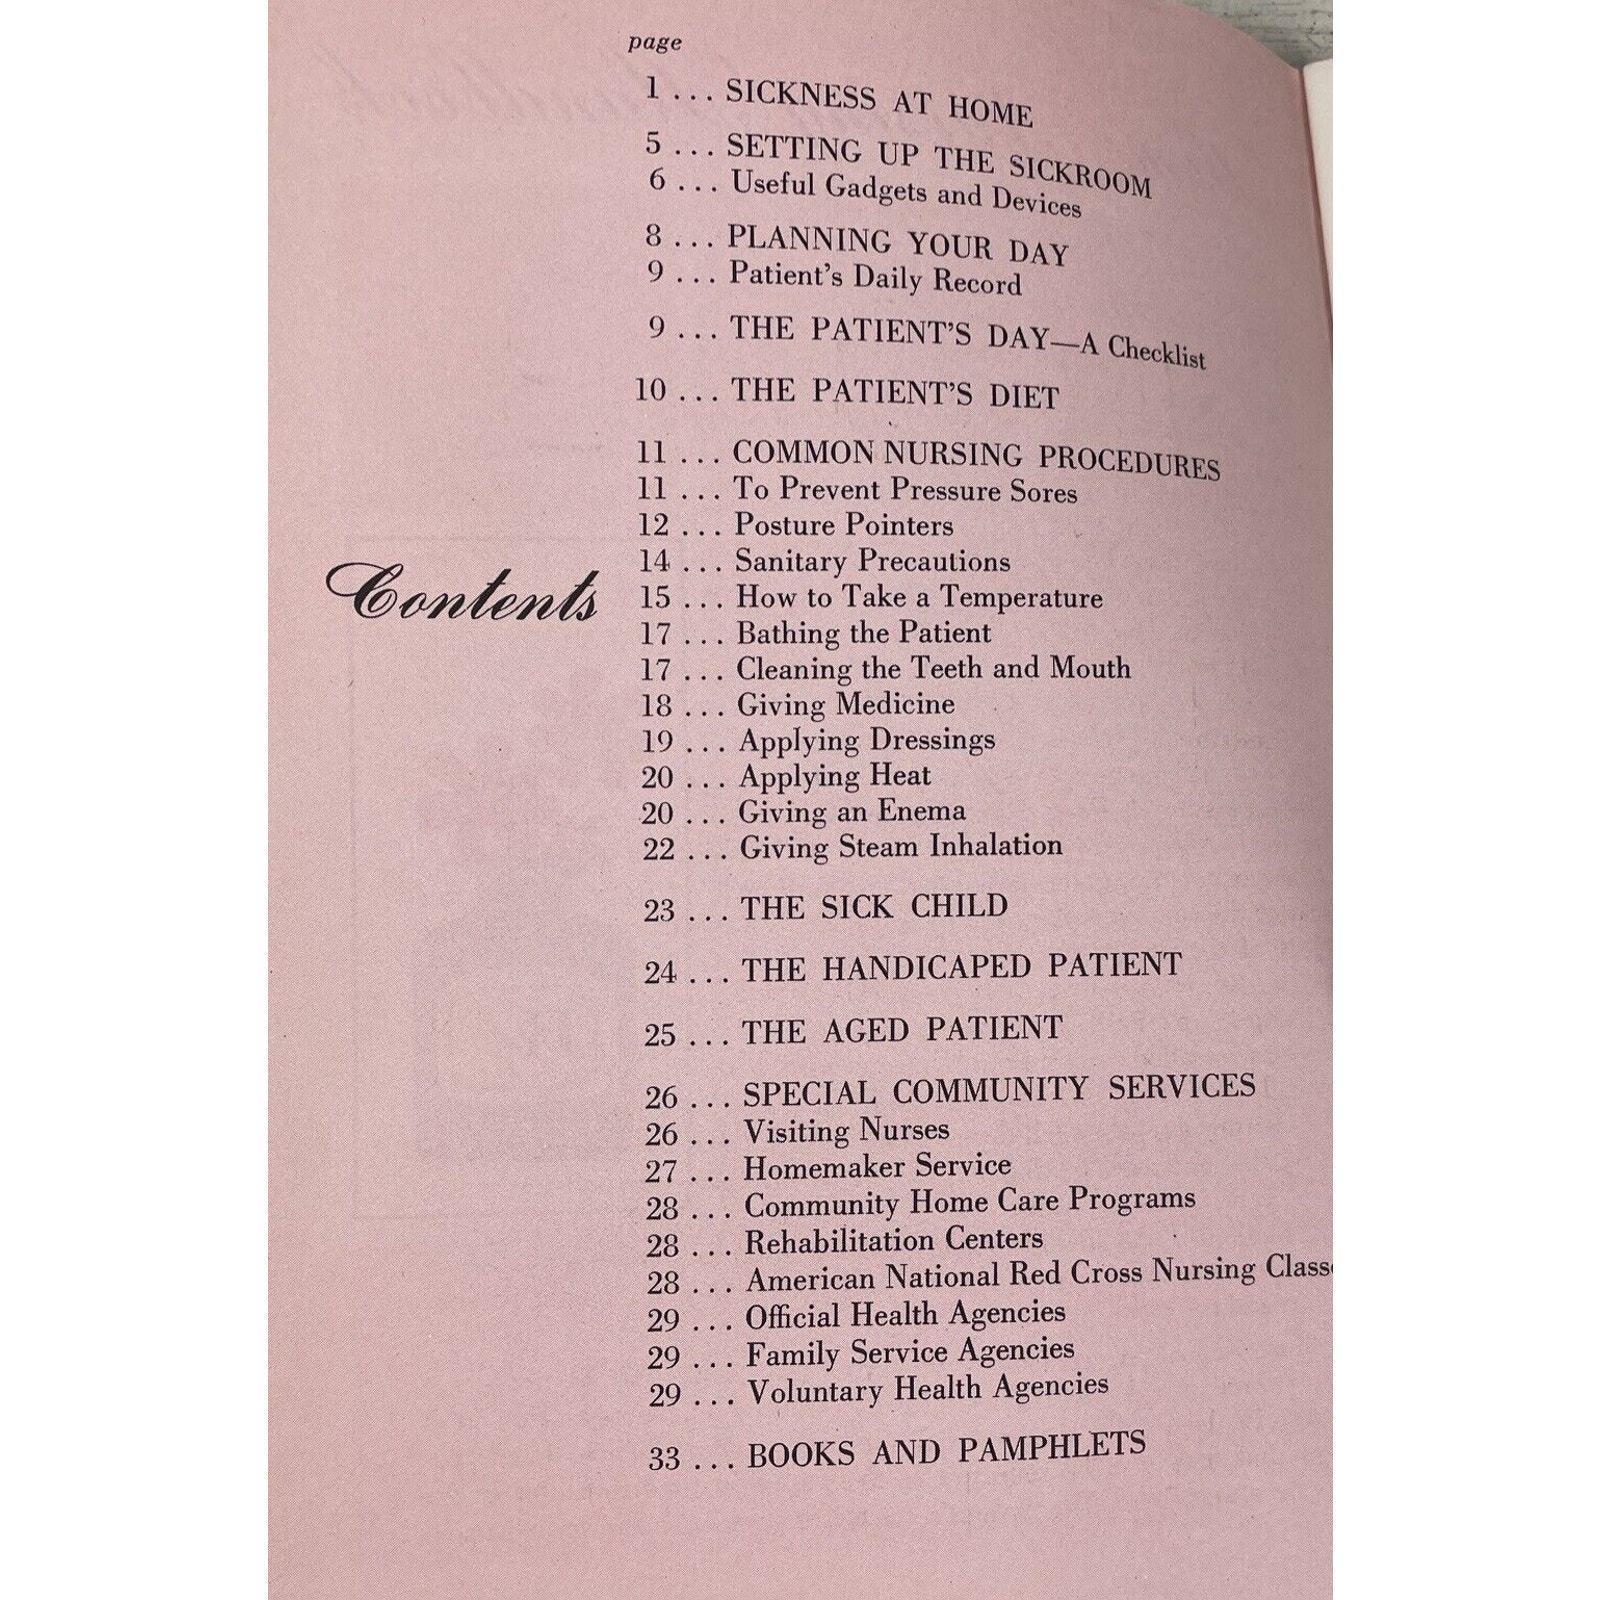 page
1 ... SICKNESS AT HOME
5 ... SETTING UP THE SICKROOM
6 ... Useful Gadgets and Devices
8 ... PLANNING YOUR DAY
9 ... Patient's Daily Record
9 ... THE PATIENT'S DAY—A Checklist
10 ... THE PATIENT'S DIET
11 ... COMMON NURSING PROCEDURES
11 ... To Prevent Pressure Sores
12 ... Posture Pointers
14 ... Sanitary Precautions
Contents
15 ... How to Take a Temperature
17 ... Bathing the Patient
17 ... Cleaning the Teeth and Mouth
18 ... Giving Medicine
19 ... Applying Dressings
20 ... Applying Heat
20 ... Giving an Enema
22 ... Giving Steam Inhalation
23 ... THE SICK CHILD
24 ... THE HANDICAPED PATIENT
25 ... THE AGED PATIENT
26 ... SPECIAL COMMUNITY SERVICES
26 ... Visiting Nurses
27 ... Homemaker Service
28 ... Community Home Care Programs
28 ... Rehabilitation Centers
28 ... American National Red Cross Nursing
29 ... Official Health Agencies
29 ... Family Service Agencies
29 ... Voluntary Health Agencies
33 ... BOOKS AND PAMPHLETS